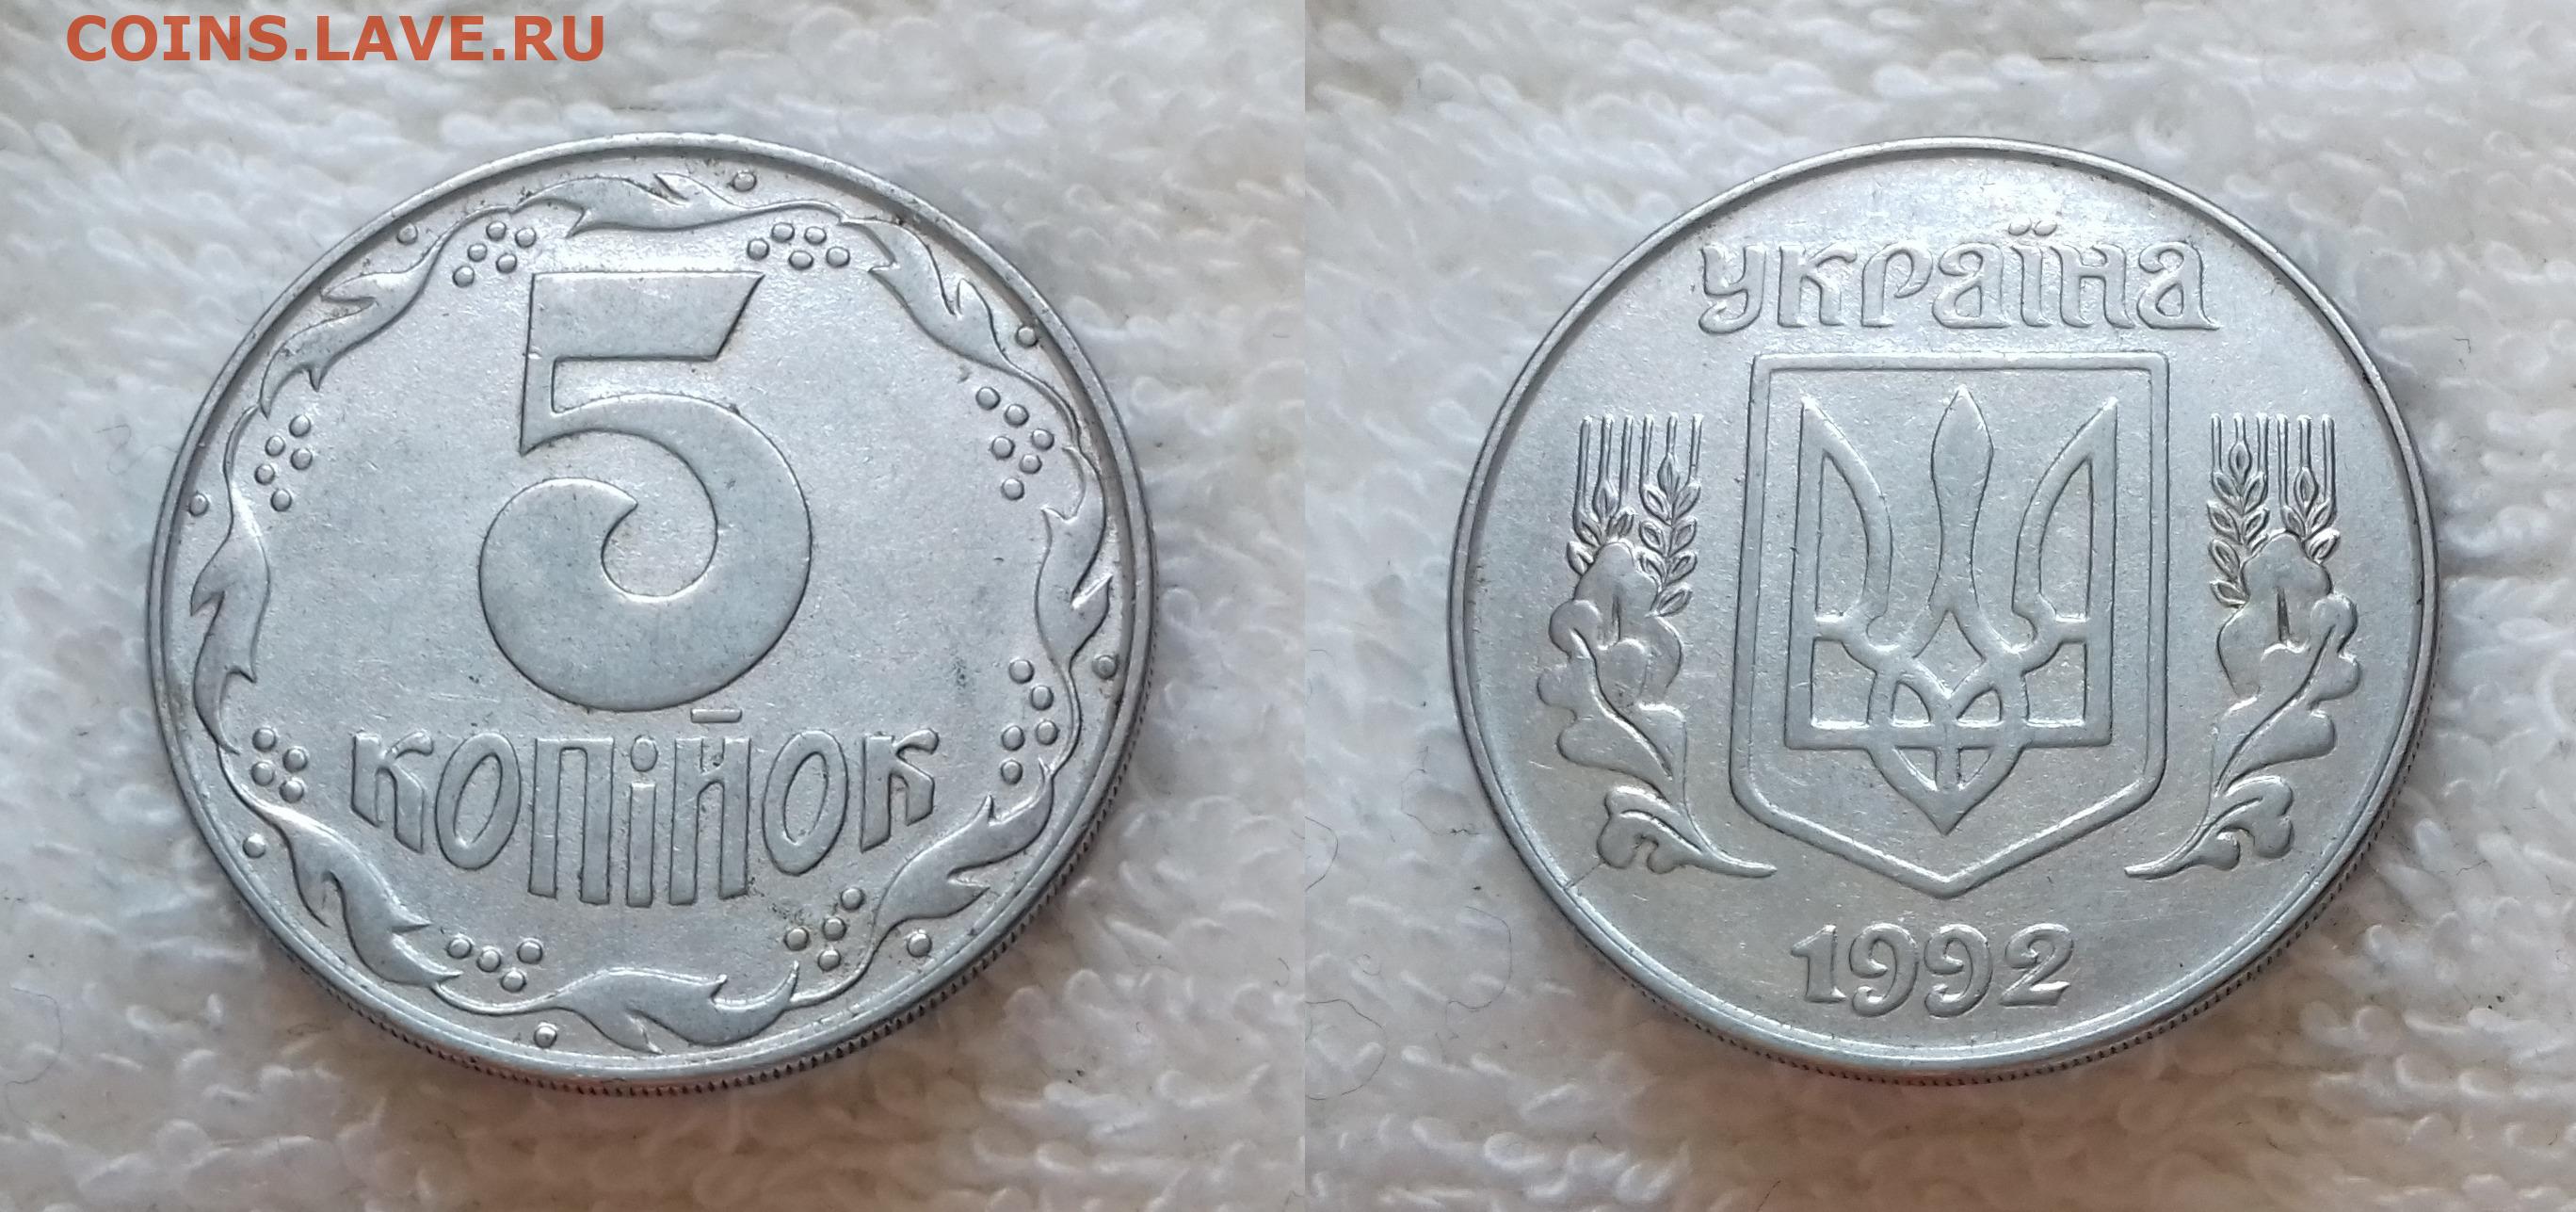 COINS.LAVE.RU
5
копійок
україна
1992